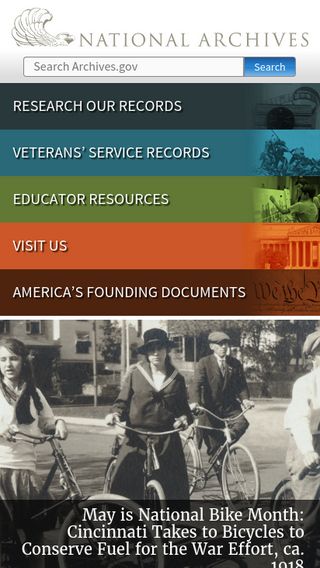 NATIONAL ARCHIVES
Search Archives.gov
Search
RESEARCH OUR RECORDS
VETERANS’ SERVICE RECORDS
EDUCATOR RESOURCES
VISIT US
AMERICA’S FOUNDING DOCUMENTS
We the P
May is National Bike Month:
Cincinnati Takes to Bicycles to
Conserve Fuel for the War Effort, ca.
1918